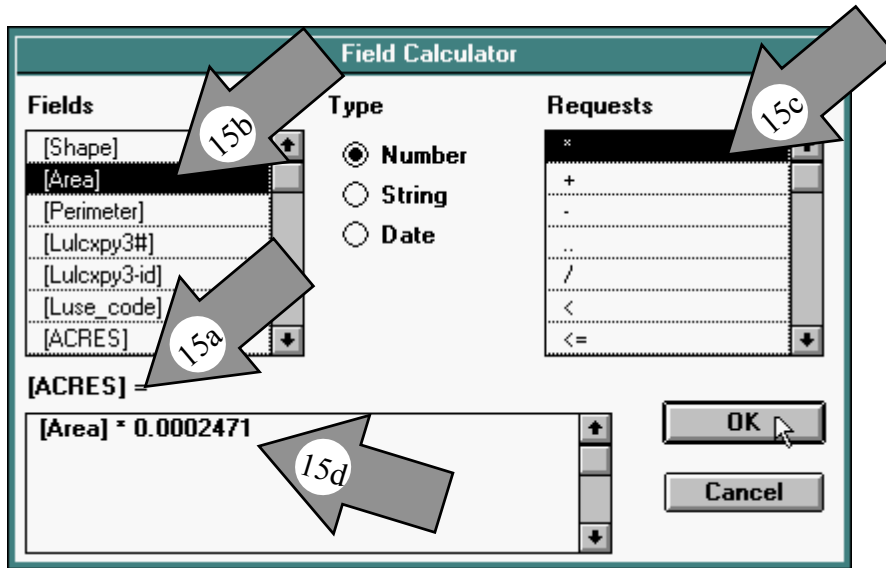 Field Calculator
Fields
Type
Requests
15b
15c
[Shape]
[Area]
[Perimeter]
[Lulcxpy3#]
[Lulcxpy3-id]
[Luse_code]
[ACRES]
Number
String
Date
*
+
-
..
/
<
<=
15a
[ACRES] =
[Area] * 0.0002471
15d
OK
Cancel